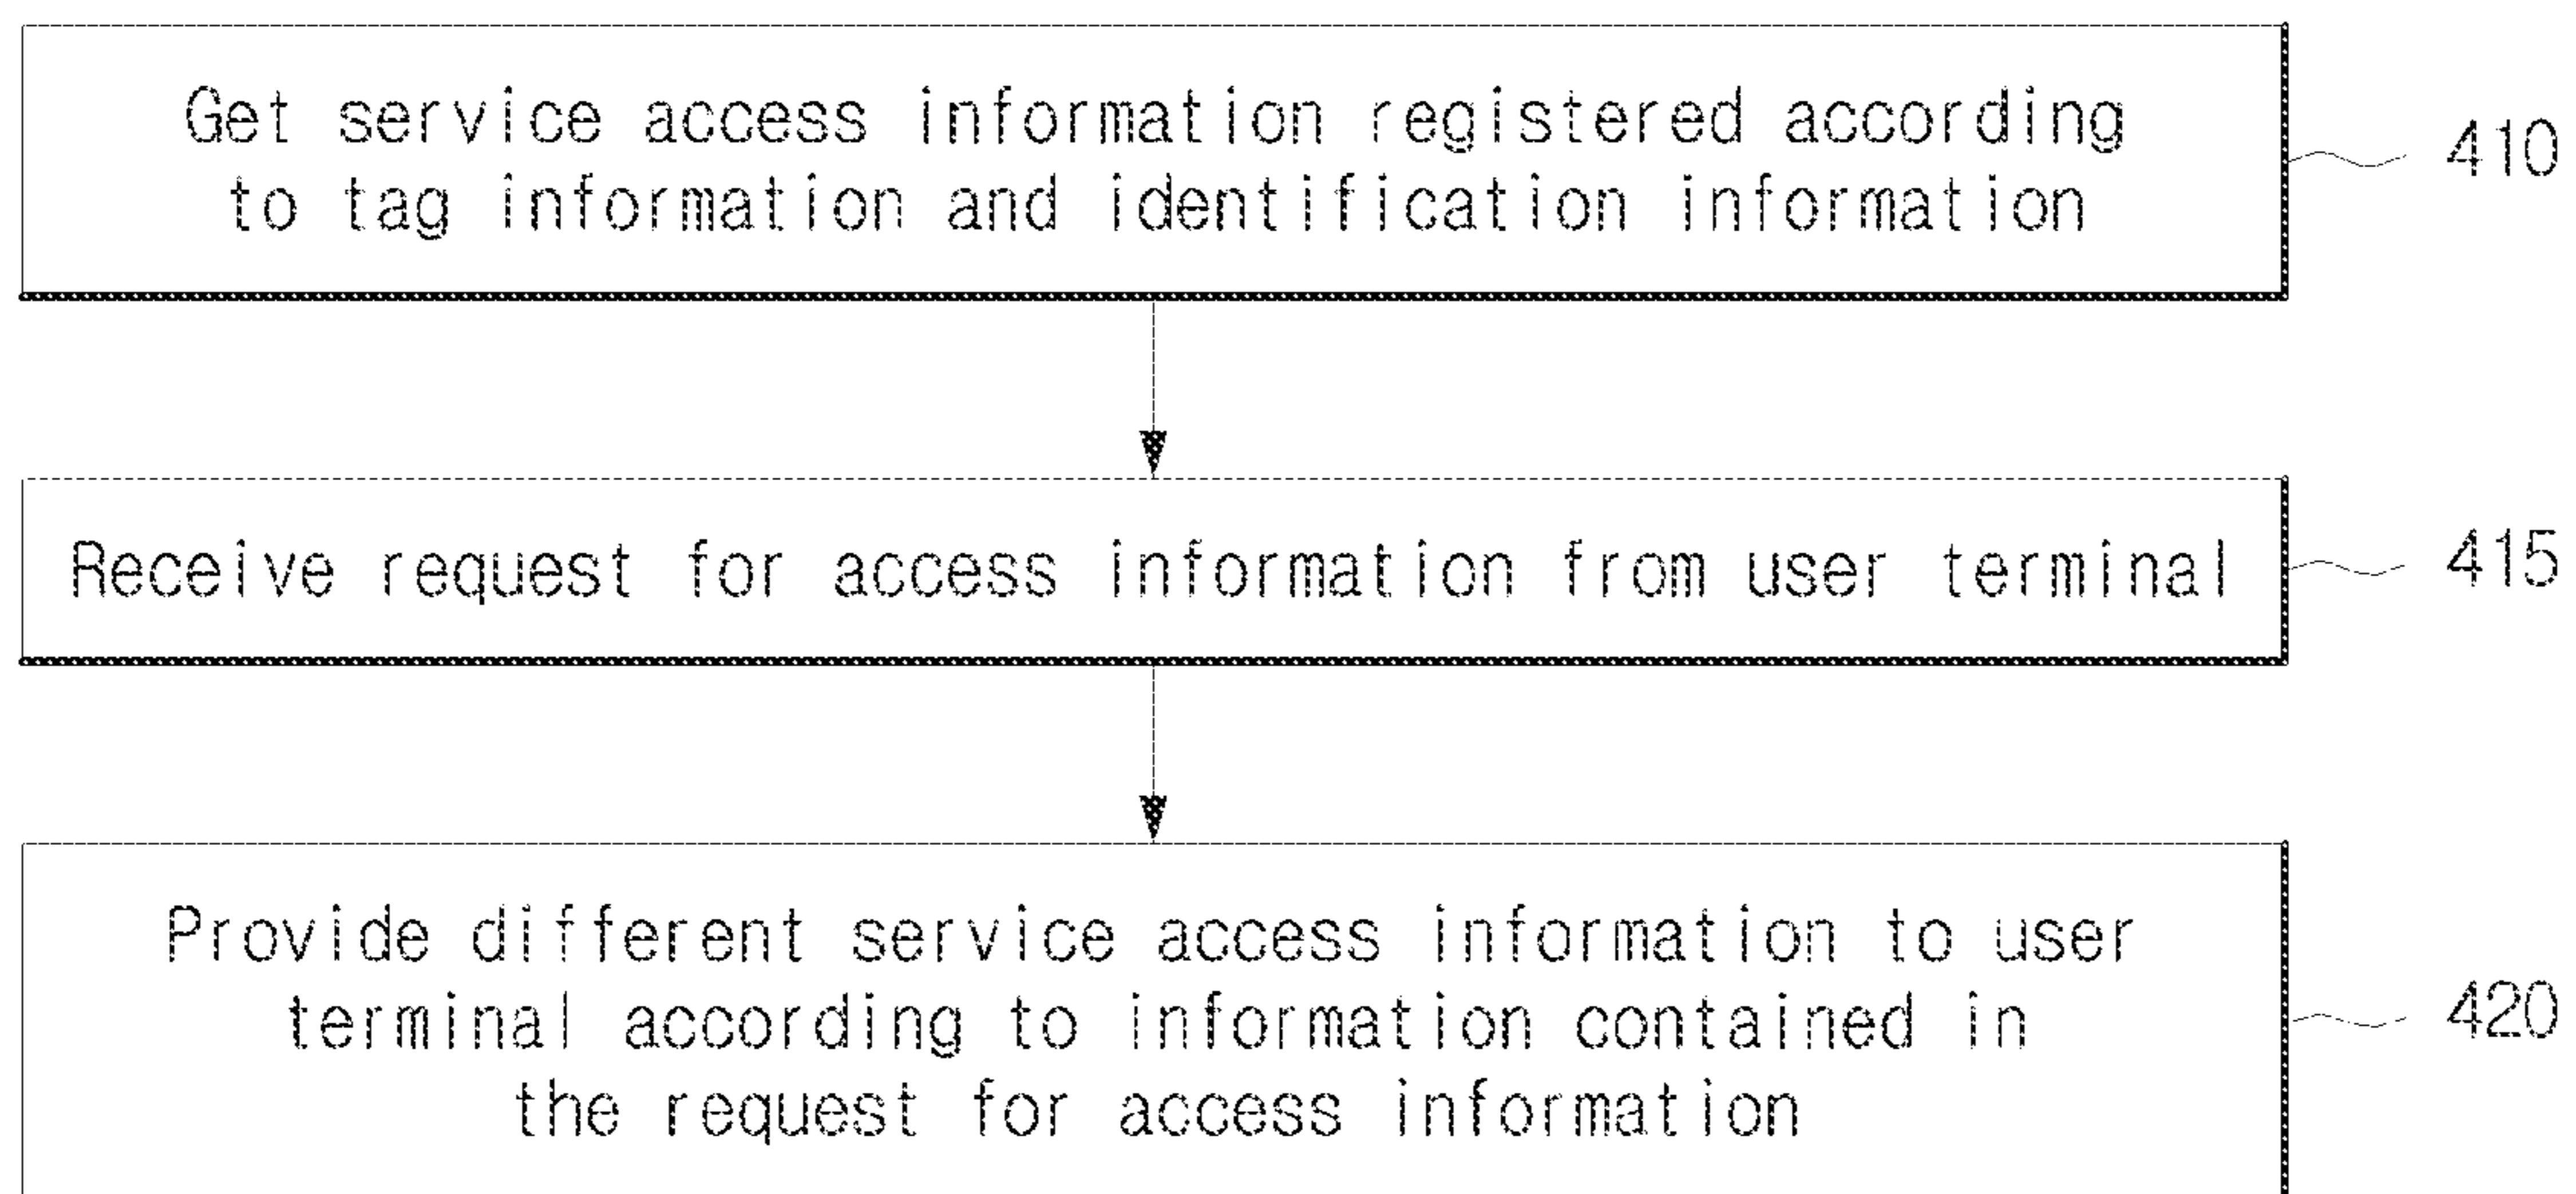 Get service access information registered according
to tag information and identification information
410
Receive request for access information from user terminal
415
Provide different service access information to user
terminal according to information contained in
the request for access information
420